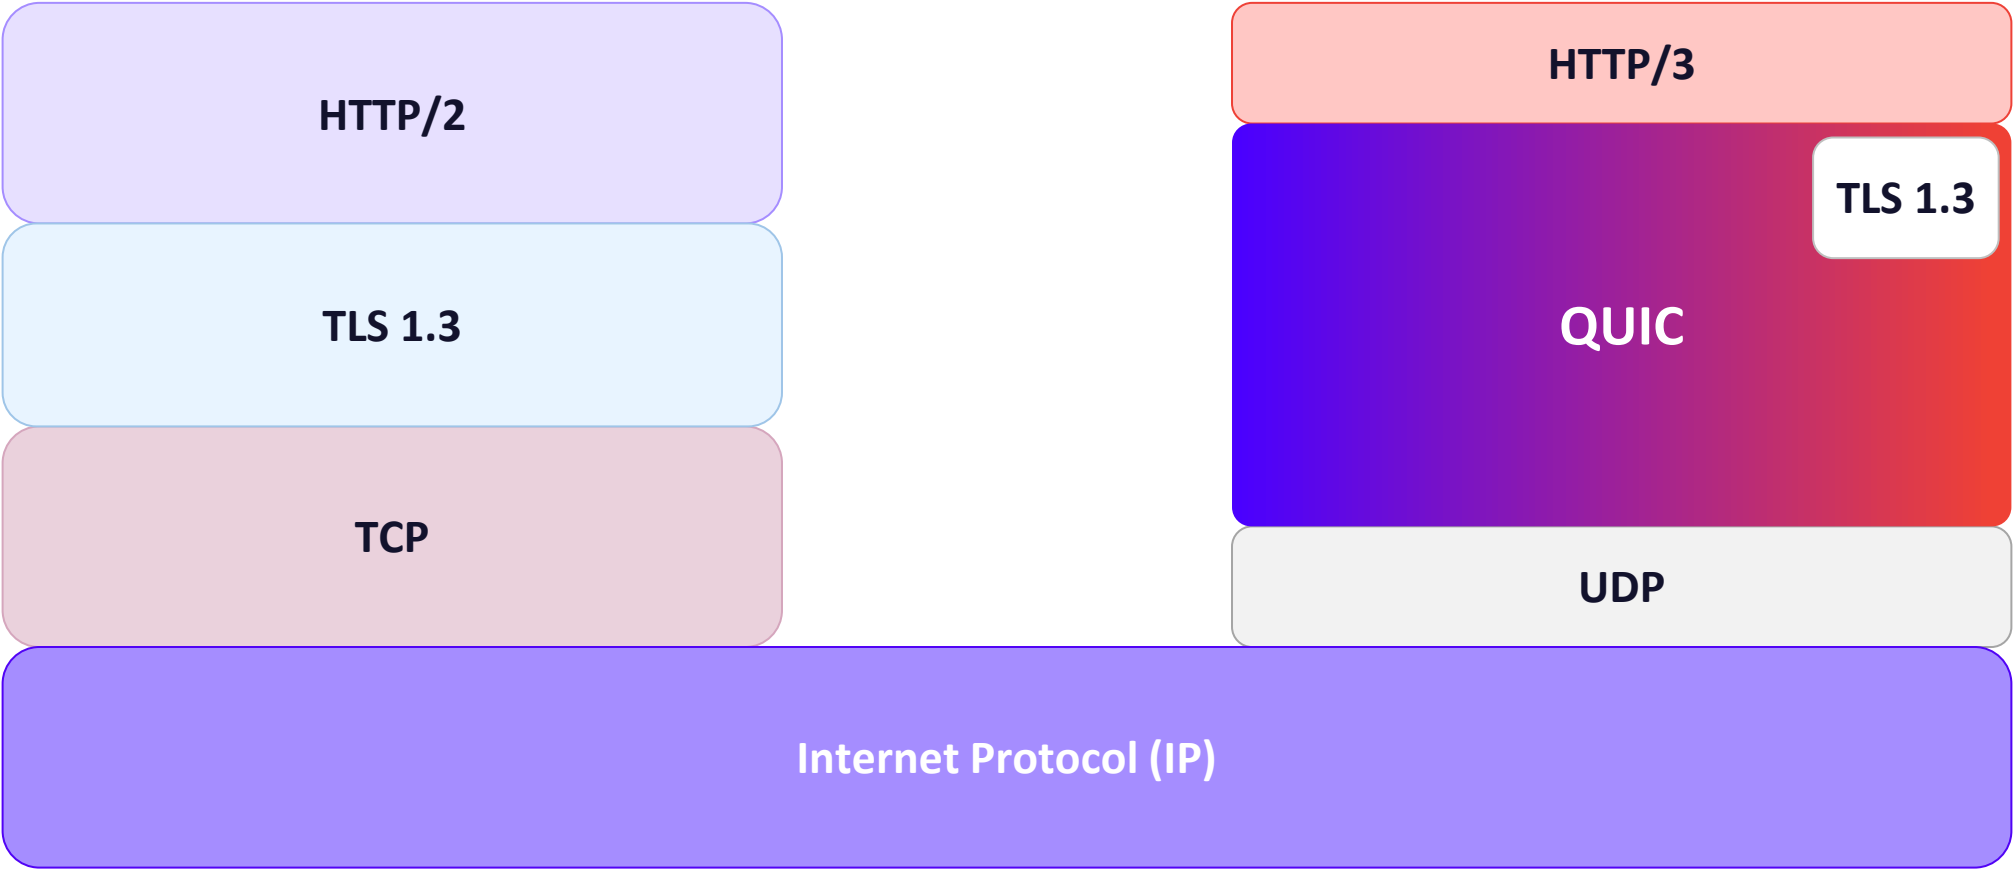 HTTP/2
TLS 1.3
TCP
HTTP/3
TLS 1.3
QUIC
UDP
Internet Protocol (IP)